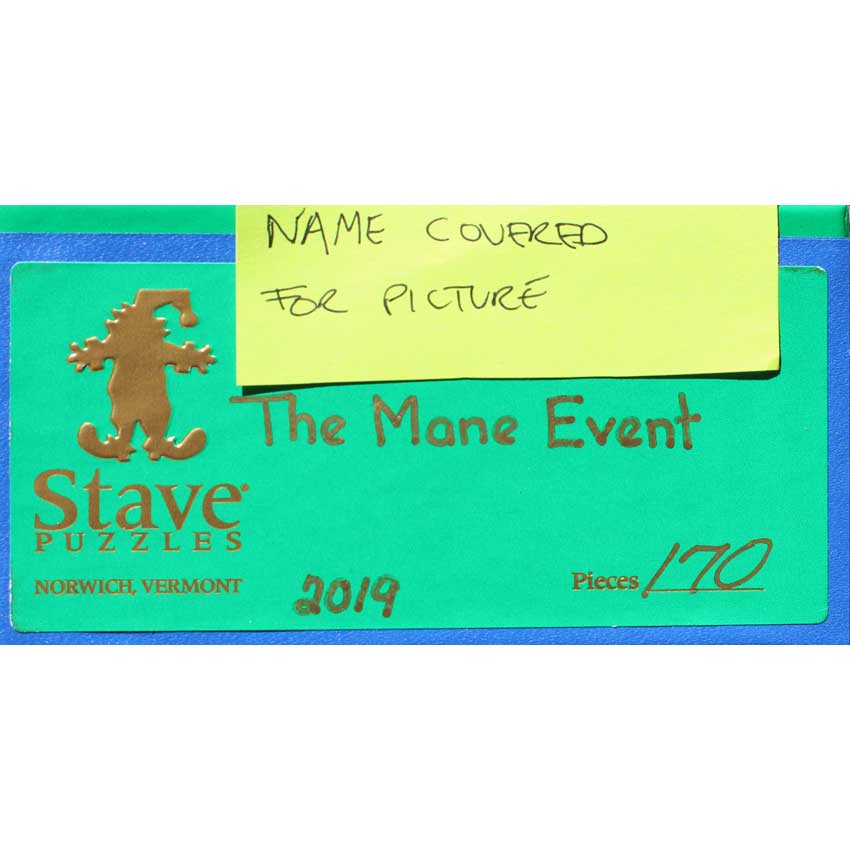 NAME COVERED
FOR PICTURE
The Mane Event
Stave®
PUZZLES
NORWICH, VERMONT
2019
Pieces 170